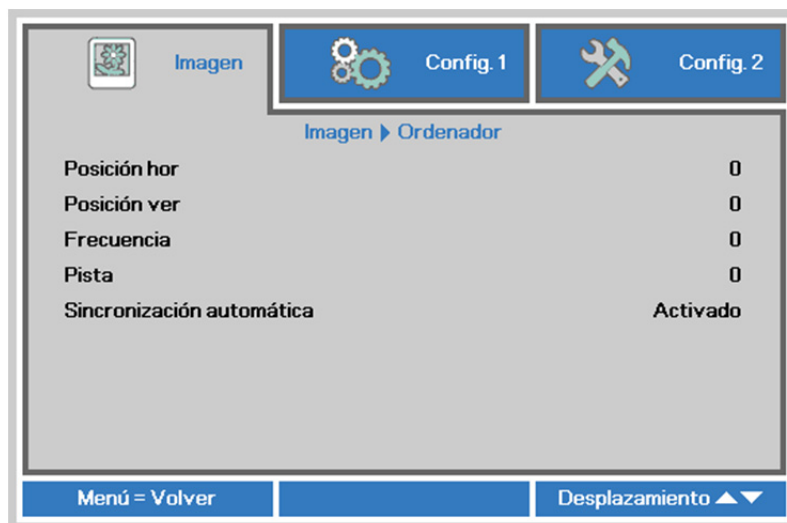 Imagen Config. 1 Config. 2
Imagen ▶ Ordenador
Posición hor 0
Posición ver 0
Frecuencia 0
Pista 0
Sincronización automática Activado
Menú = Volver Desplazamiento ▲▼